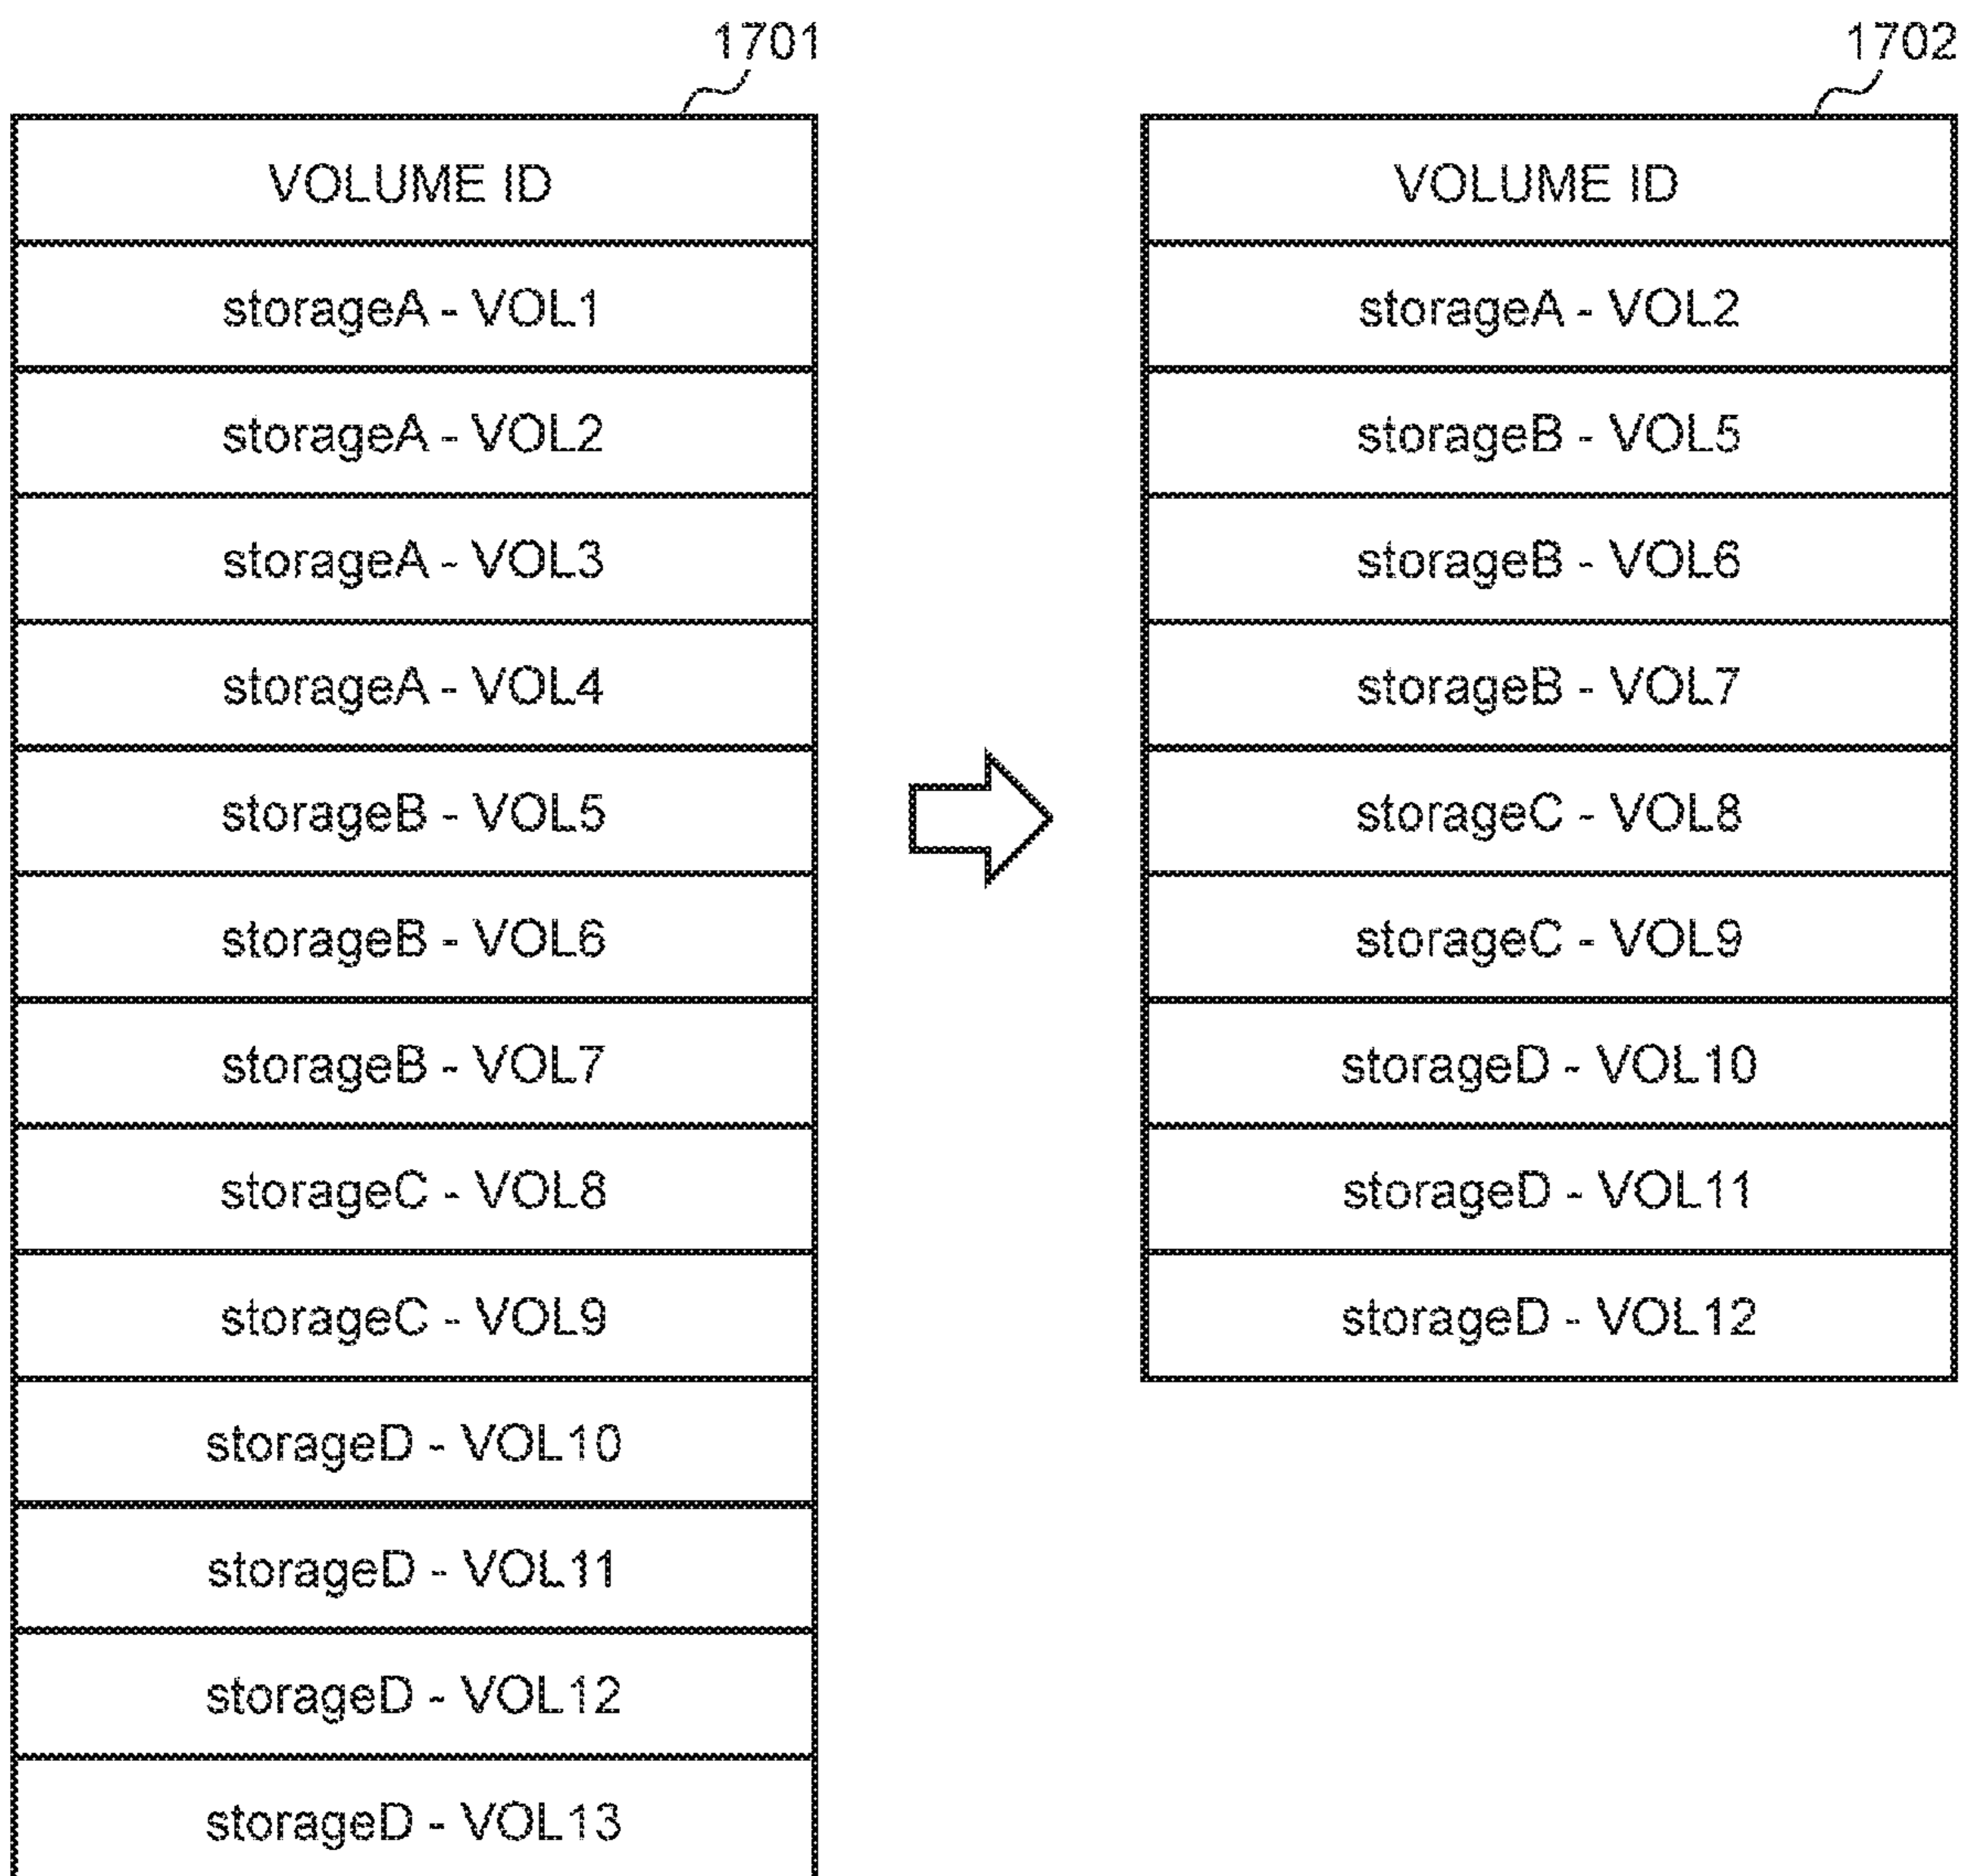 1701
VOLUME ID
storageA - VOL1
storageA - VOL2
storageA - VOL3
storageA - VOL4
storageB - VOL5
storageB - VOL6
storageB - VOL7
storageC - VOL8
storageC - VOL9
storageD - VOL10
storageD - VOL11
storageD - VOL12
storageD - VOL13
1702
VOLUME ID
storageA - VOL2
storageB - VOL5
storageB - VOL6
storageB - VOL7
storageC - VOL8
storageC - VOL9
storageD - VOL10
storageD - VOL11
storageD - VOL12